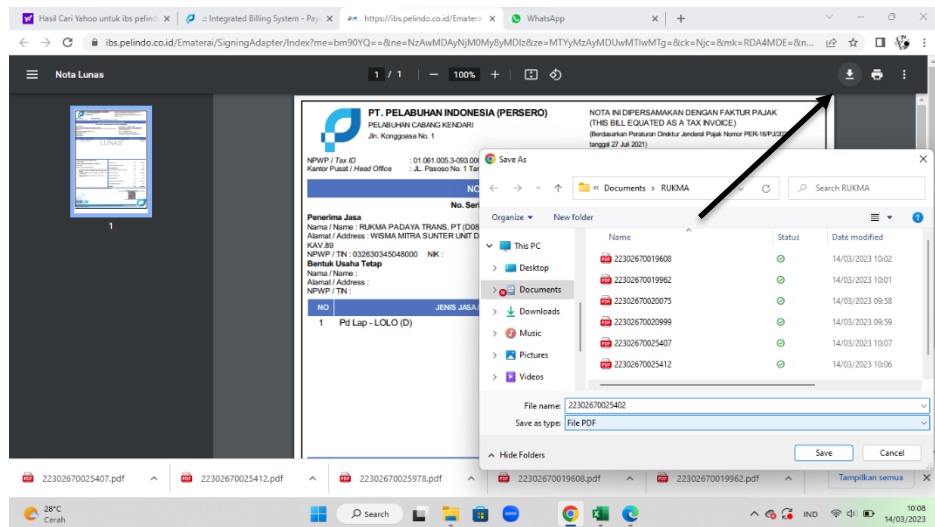 Hasil Cari Yahoo untuk ibs pelindo
.:: Integrated Billing System - Pay
https://ibs.pelindo.co.id/Ematera
WhatsApp
ibs.pelindo.co.id/Ematerai/SigningAdapter/Index?me=bm90YQ==&ne=NzAwMDAyNjM0My8yMDIz&ze=MTYyMzAyMDUwMTIwMTg=&ck=Njc=&mk=RDA4MDE=&n...
Nota Lunas
1 / 1
100%
1
PT. PELABUHAN INDONESIA (PERSERO)
PELABUHAN CABANG KENDARI
Jln. Konggoasa No. 1
NOTA INI DIPERSAMAKAN DENGAN FAKTUR PAJAK
(THIS BILL EQUATED AS A TAX INVOICE)
(Berdasarkan Peraturan Direktur Jenderal Pajak Nomor PER-16/PJ/202
tanggal 27 Juli 2021)
NPWP / Tax ID : 01.061.005.3-093.00
Kantor Pusat / Head Office : JL. Pasoso No. 1 Tan
NO
No. Seri
Penerima Jasa
Nama / Name : RUKMA PADAYA TRANS, PT (D08
Alamat / Address : WISMA MITRA SUNTER UNIT D
KAV.89
NPWP / TIN : 032630345048000 NIK :
Bentuk Usaha Tetap
Nama / Name :
Alamat / Address :
NPWP / TIN :
NO JENIS JASA
1 Pd Lap - LOLO (D)
LUNAS
Save As
Documents > RUKMA
Search RUKMA
Organize
New folder
Name Status Date modified
This PC
Desktop
Documents
Downloads
Music
Pictures
Videos
22302670019608 14/03/2023 10:02
22302670019962 14/03/2023 10:01
22302670020075 14/03/2023 09:58
22302670020999 14/03/2023 09:59
22302670025407 14/03/2023 10:07
22302670025412 14/03/2023 10:06
File name: 22302670025402
Save as type: File PDF
Hide Folders
Save
Cancel
22302670025407.pdf
22302670025412.pdf
22302670025978.pdf
22302670019608.pdf
22302670019962.pdf
Tampilkan semua
28°C
Cerah
Search
IND
10:08
14/03/2023